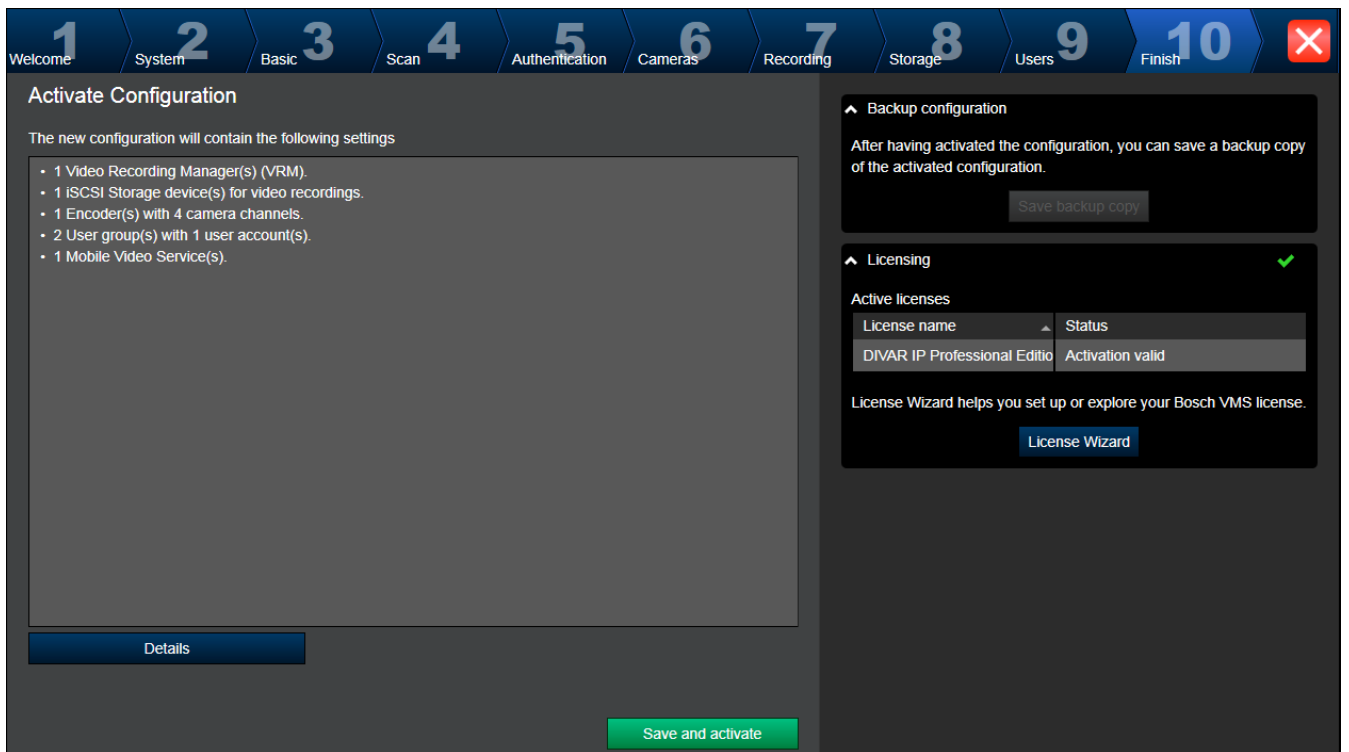 1 Welcome
2 System
3 Basic
4 Scan
5 Authentication
6 Cameras
7 Recording
8 Storage
9 Users
10 Finish
Activate Configuration
The new configuration will contain the following settings
• 1 Video Recording Manager(s) (VRM).
• 1 iSCSI Storage device(s) for video recordings.
• 1 Encoder(s) with 4 camera channels.
• 2 User group(s) with 1 user account(s).
• 1 Mobile Video Service(s).
Details
Save and activate
Backup configuration
After having activated the configuration, you can save a backup copy
of the activated configuration.
Save backup copy
Licensing
Active licenses
License name Status
DIVAR IP Professional Editio Activation valid
License Wizard helps you set up or explore your Bosch VMS license.
License Wizard